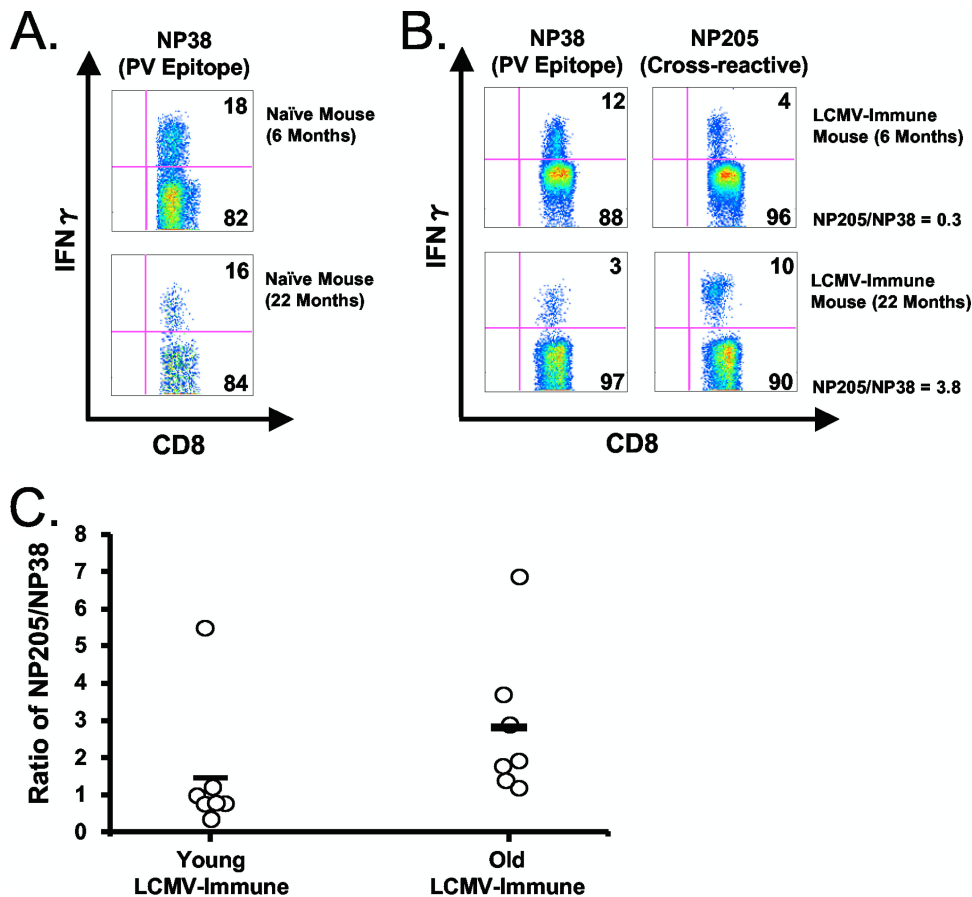 A.
NP38
(PV Epitope)
18
82
Naïve Mouse
(6 Months)
16
84
Naïve Mouse
(22 Months)
IFNγ
CD8
B.
NP38
(PV Epitope)
NP205
(Cross-reactive)
12
88
4
96
LCMV-Immune
Mouse (6 Months)
NP205/NP38 = 0.3
3
97
10
90
LCMV-Immune
Mouse (22 Months)
NP205/NP38 = 3.8
IFNγ
CD8
C.
Ratio of NP205/NP38
8
7
6
5
4
3
2
1
0
Young
LCMV-Immune
Old
LCMV-Immune